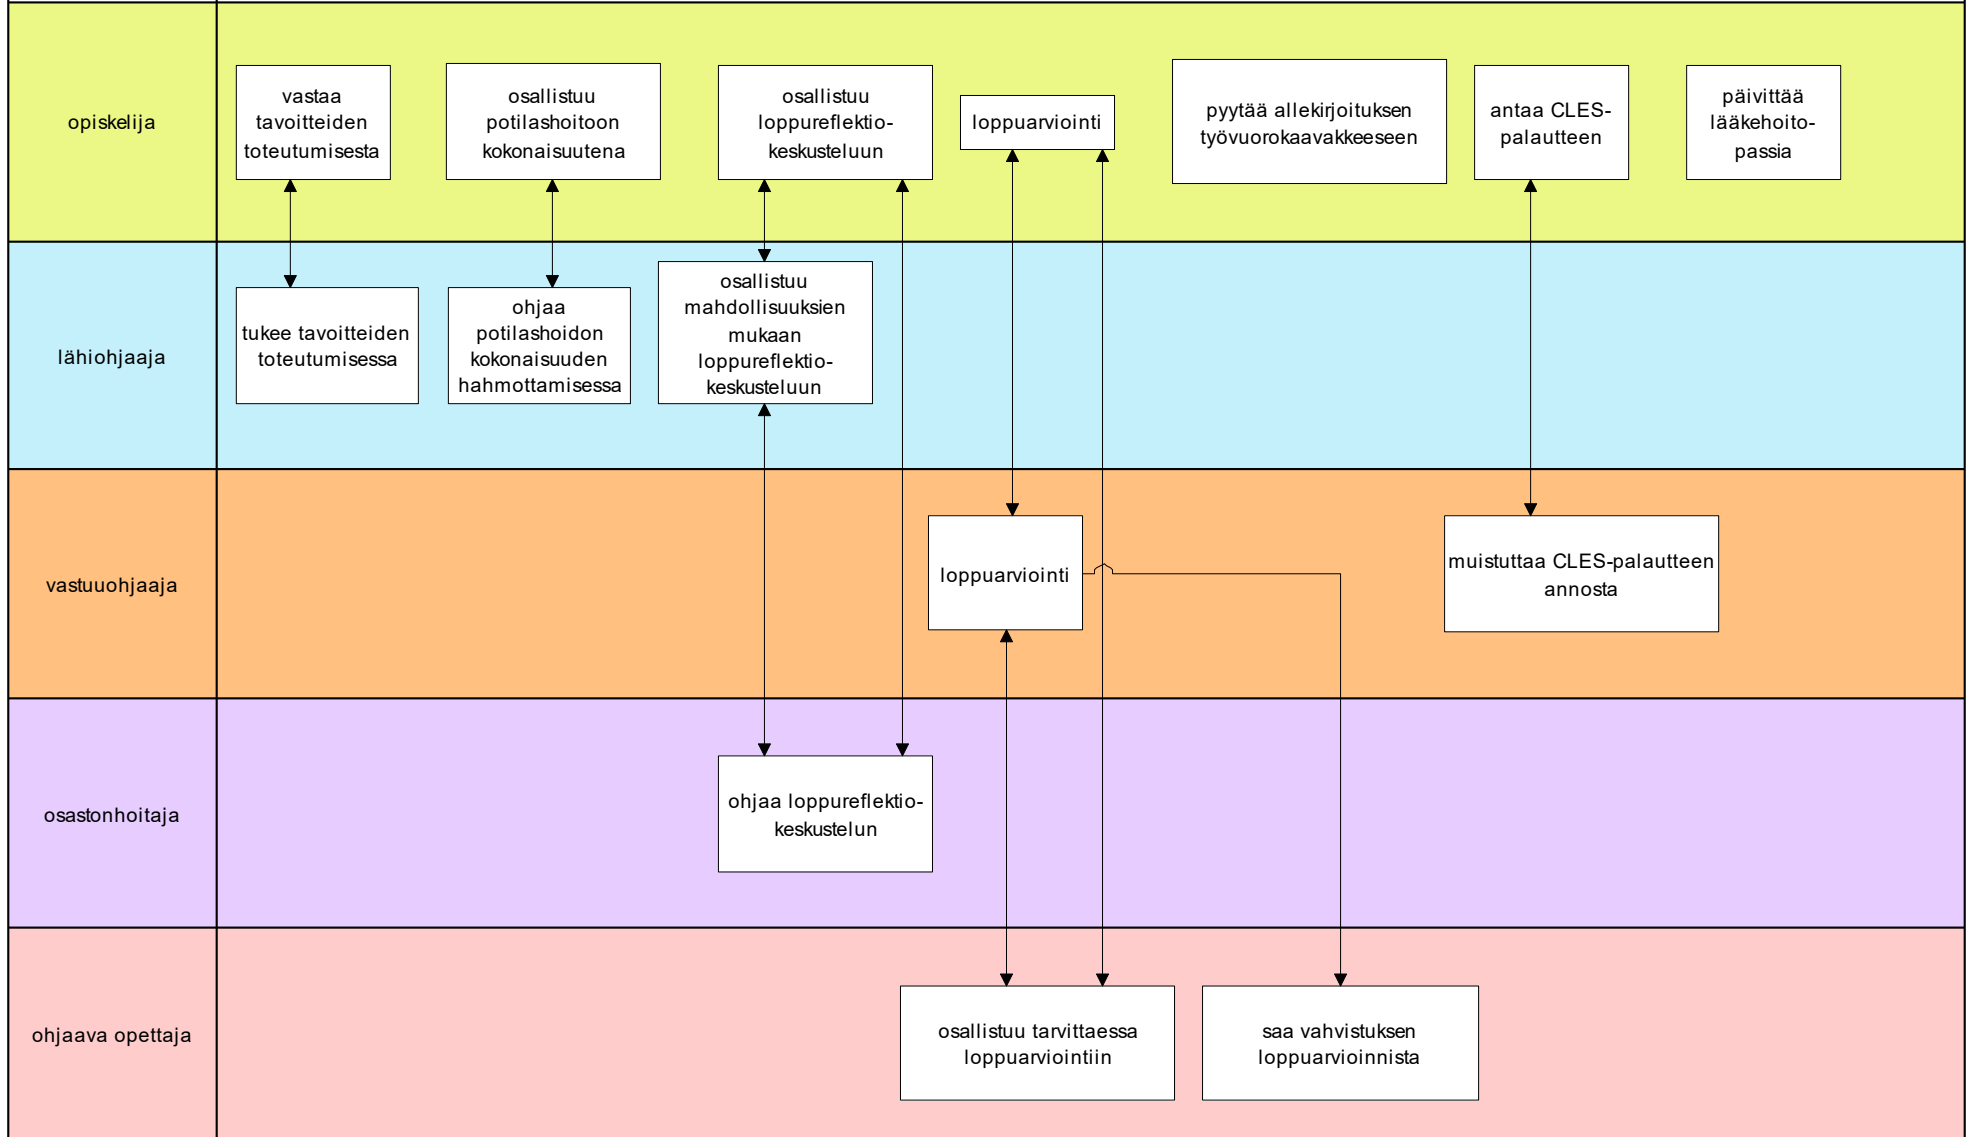 opiskelija
vastaa
tavoitteiden
toteutumisesta
osallistuu
potilashoitoon
kokonaisuutena
osallistuu
loppureflektio-
keskusteluun
loppuarviointi
pyytää allekirjoituksen
työvuorokaavakkeeseen
antaa CLES-
palautteen
päivittää
lääkehoito-
passia
lähiohjaaja
tukee tavoitteiden
toteutumisessa
ohjaa
potilashoidon
kokonaisuuden
hahmottamisessa
osallistuu
mahdollisuuksien
mukaan
loppureflektio-
keskusteluun
vastuuohjaaja
loppuarviointi
muistuttaa CLES-palautteen
annosta
osastonhoitaja
ohjaa loppureflektio-
keskustelun
ohjaava opettaja
osallistuu tarvittaessa
loppuarviointiin
saa vahvistuksen
loppuarvioinnista